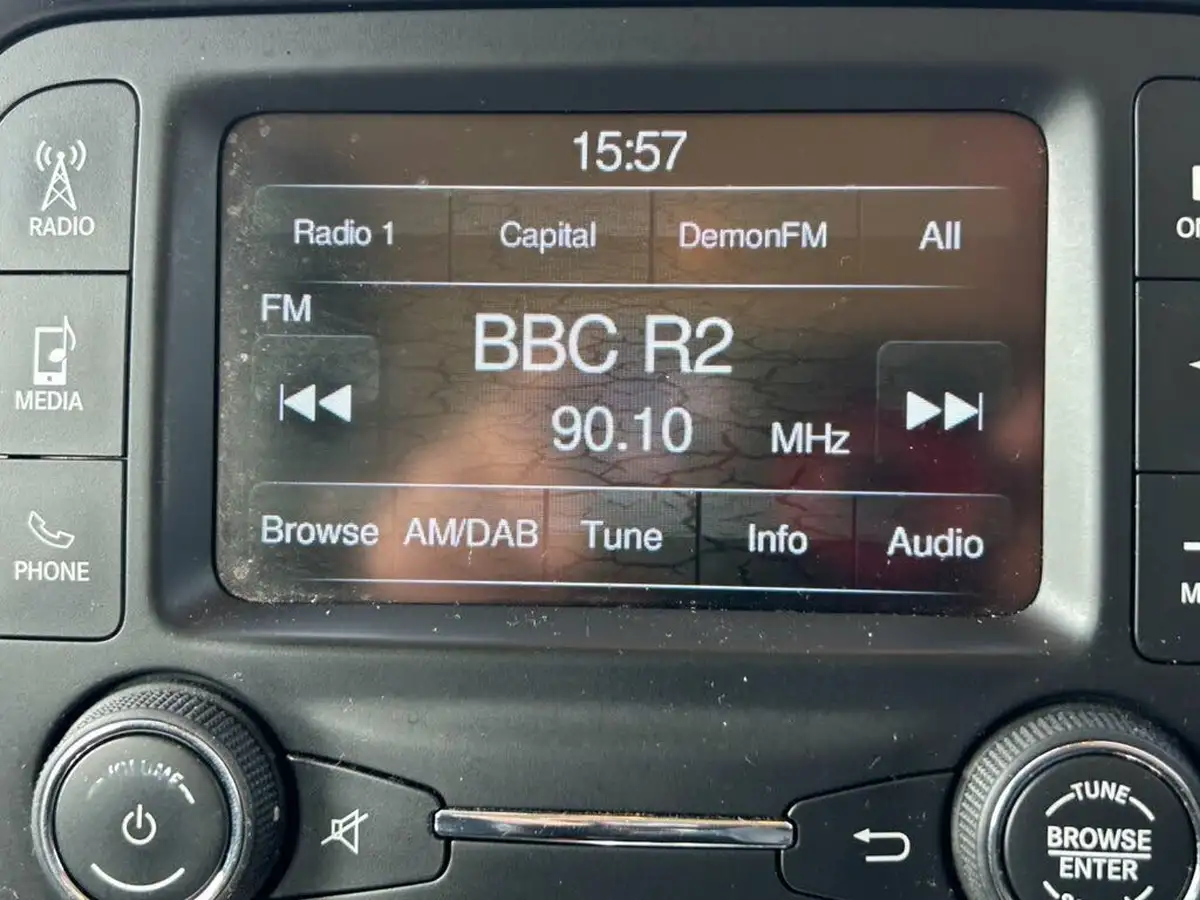 15:57
Radio 1 Capital DemonFM All
FM
BBC R2
90.10 MHz
Browse AM/DAB Tune Info Audio
RADIO
MEDIA
PHONE
VOLUME
TUNE
BROWSE
ENTER